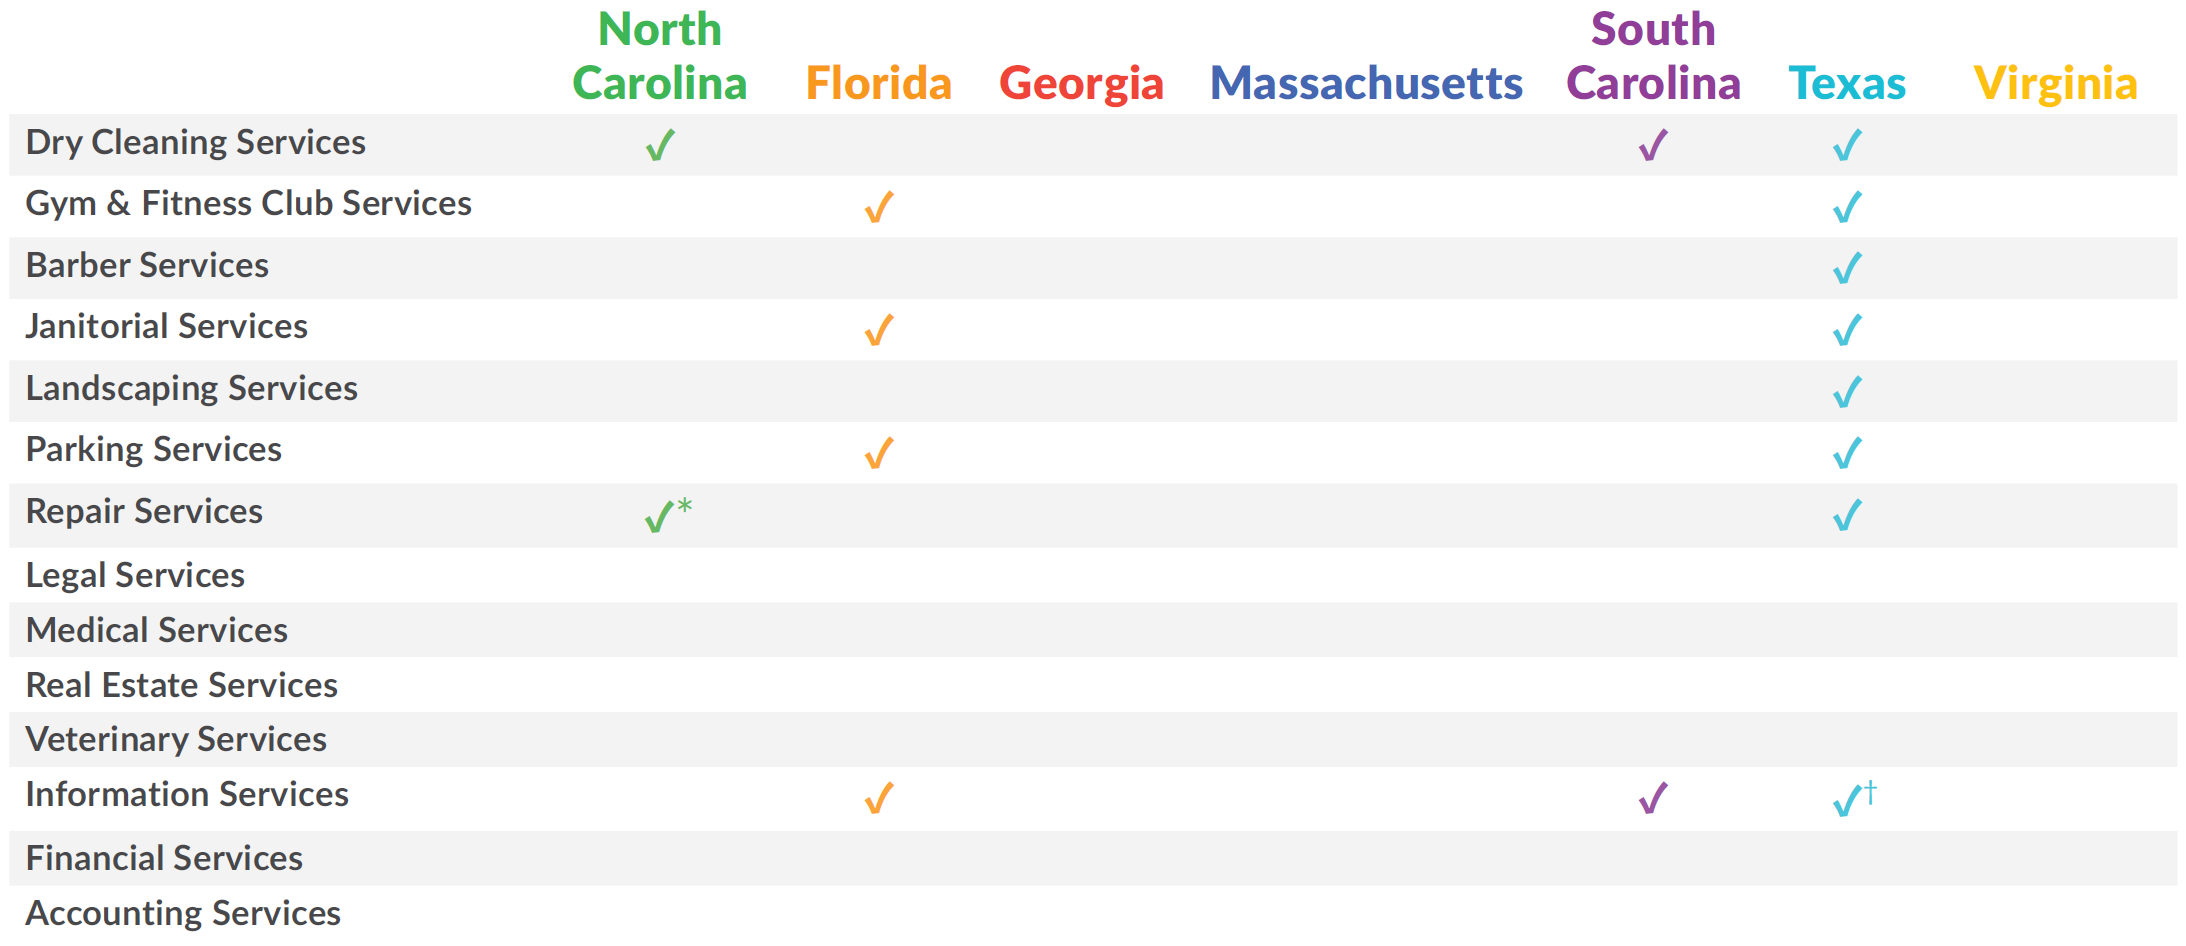 North South
Carolina Florida Georgia Massachusetts Carolina Texas Virginia
Dry Cleaning Services ✓ ✓ ✓
Gym & Fitness Club Services ✓ ✓
Barber Services ✓
Janitorial Services ✓ ✓
Landscaping Services ✓
Parking Services ✓ ✓
Repair Services ✓* ✓
Legal Services
Medical Services
Real Estate Services
Veterinary Services
Information Services ✓ ✓ ✓†
Financial Services
Accounting Services